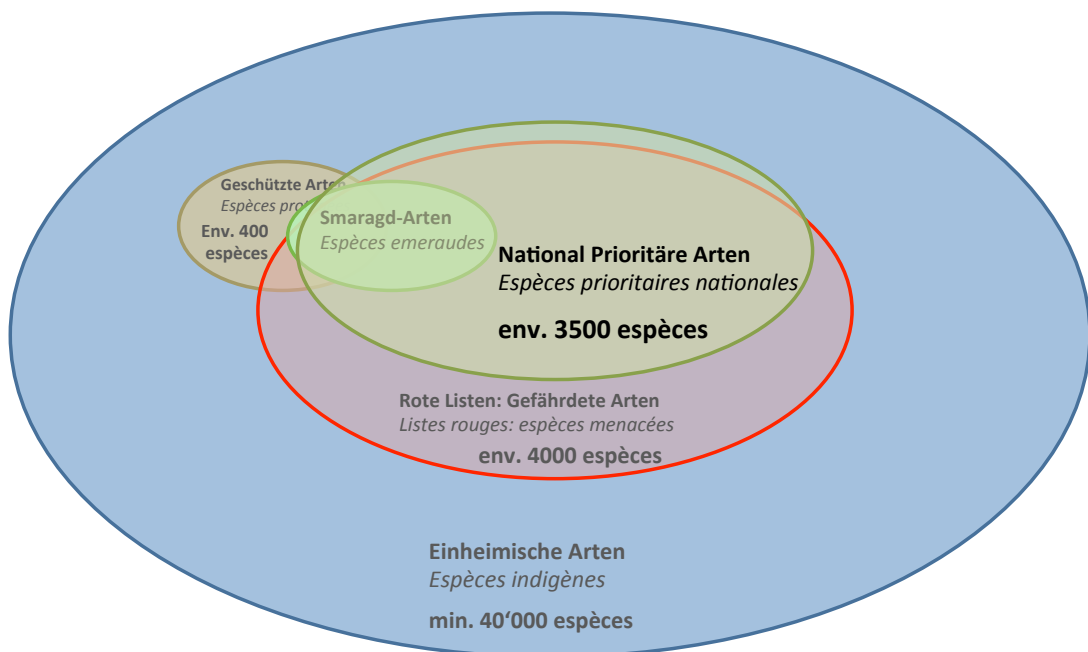 Geschützte Arten
Espèces pro
Env. 400
espèces
Smaragd-Arten
Espèces emeraudes
National Prioritäre Arten
Espèces prioritaires nationales
env. 3500 espèces
Rote Listen: Gefährdete Arten
Listes rouges: espèces menacées
env. 4000 espèces
Einheimische Arten
Espèces indigènes
min. 40‘000 espèces